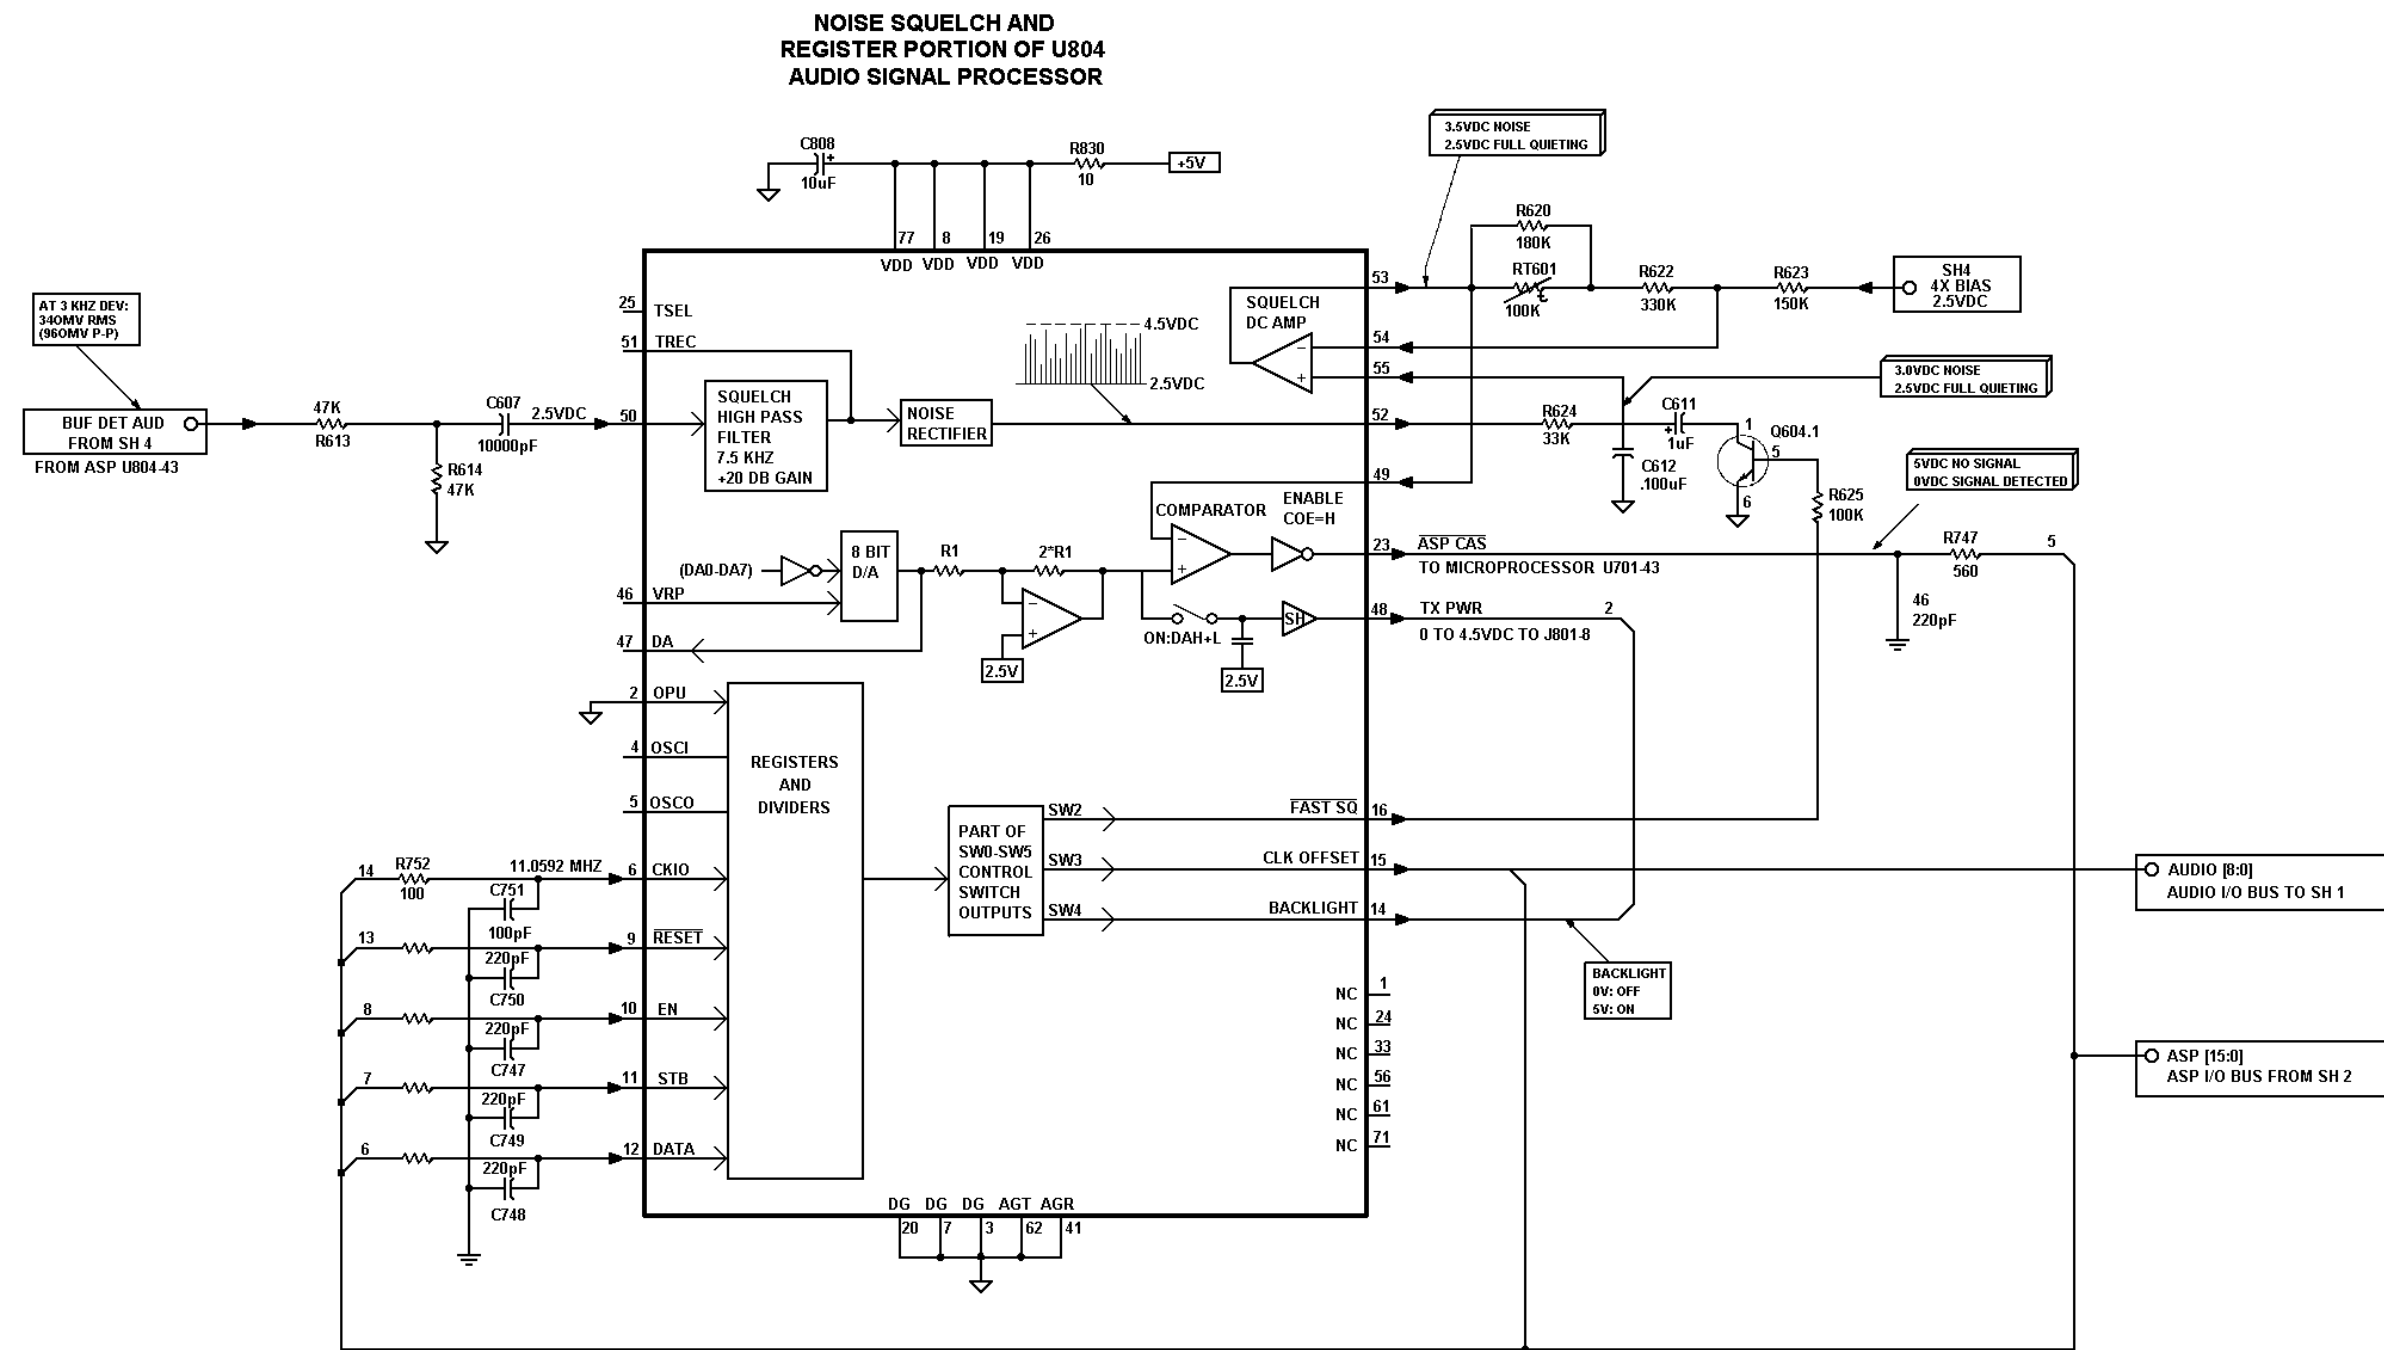 NOISE SQUELCH AND
REGISTER PORTION OF U804
AUDIO SIGNAL PROCESSOR
C808
10uF
R830
10
+5V
77
8
19
26
VDD
VDD
VDD
VDD
3.5VDC NOISE
2.5VDC FULL QUIETING
R620
180K
RT601
100K
R622
330K
R623
150K
SH4
4X BIAS
2.5VDC
AT 3 KHZ DEV:
340MV RMS
(960MV P-P)
BUF DET AUD
FROM SH 4
FROM ASP U804-43
47K
R613
R614
47K
C607
10000pF
2.5VDC
25
TSEL
51
TREC
50
SQUELCH
HIGH PASS
FILTER
7.5 KHZ
+20 DB GAIN
NOISE
RECTIFIER
4.5VDC
2.5VDC
SQUELCH
DC AMP
−
+
53
54
55
52
49
3.0VDC NOISE
2.5VDC FULL QUIETING
R624
33K
C611
+
1uF
C612
.100uF
1
Q604.1
5
6
R625
100K
5VDC NO SIGNAL
0VDC SIGNAL DETECTED
COMPARATOR
ENABLE
COE=H
−
+
23
ASP CAS
TO MICROPROCESSOR U701-43
R747
560
5
46
220pF
(DA0-DA7)
8 BIT
D/A
R1
2*R1
−
+
2.5V
46
VRP
47
DA
ON:DAH+L
2.5V
SH
48
TX PWR
2
0 TO 4.5VDC TO J801-8
2
OPU
4
OSCI
5
OSCO
REGISTERS
AND
DIVIDERS
PART OF
SW0-SW5
CONTROL
SWITCH
OUTPUTS
SW2
FAST SQ
16
SW3
CLK OFFSET
15
SW4
BACKLIGHT
14
BACKLIGHT
0V: OFF
5V: ON
AUDIO [8:0]
AUDIO I/O BUS TO SH 1
ASP [15:0]
ASP I/O BUS FROM SH 2
14
R752
100
11.0592 MHZ
6
CKIO
C751
100pF
13
9
RESET
220pF
C750
8
10
EN
220pF
C747
7
11
STB
220pF
C749
6
12
DATA
220pF
C748
NC
1
NC
24
NC
33
NC
56
NC
61
NC
71
DG
DG
DG
AGT
AGR
20
7
3
62
41